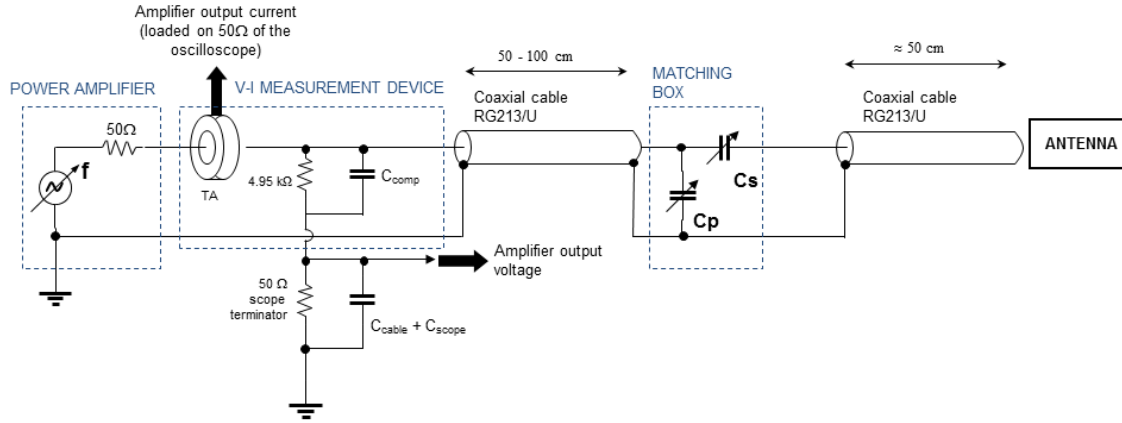 Amplifier output current
(loaded on 50Ω of the
oscilloscope)
POWER AMPLIFIER
V-I MEASUREMENT DEVICE
50 - 100 cm
MATCHING
BOX
≈ 50 cm
Coaxial cable
RG213/U
Coaxial cable
RG213/U
50Ω
f
TA
4.95 kΩ
Ccomp
Cs
Cp
ANTENNA
Amplifier output
voltage
50 Ω
scope
terminator
Ccable + Cscope